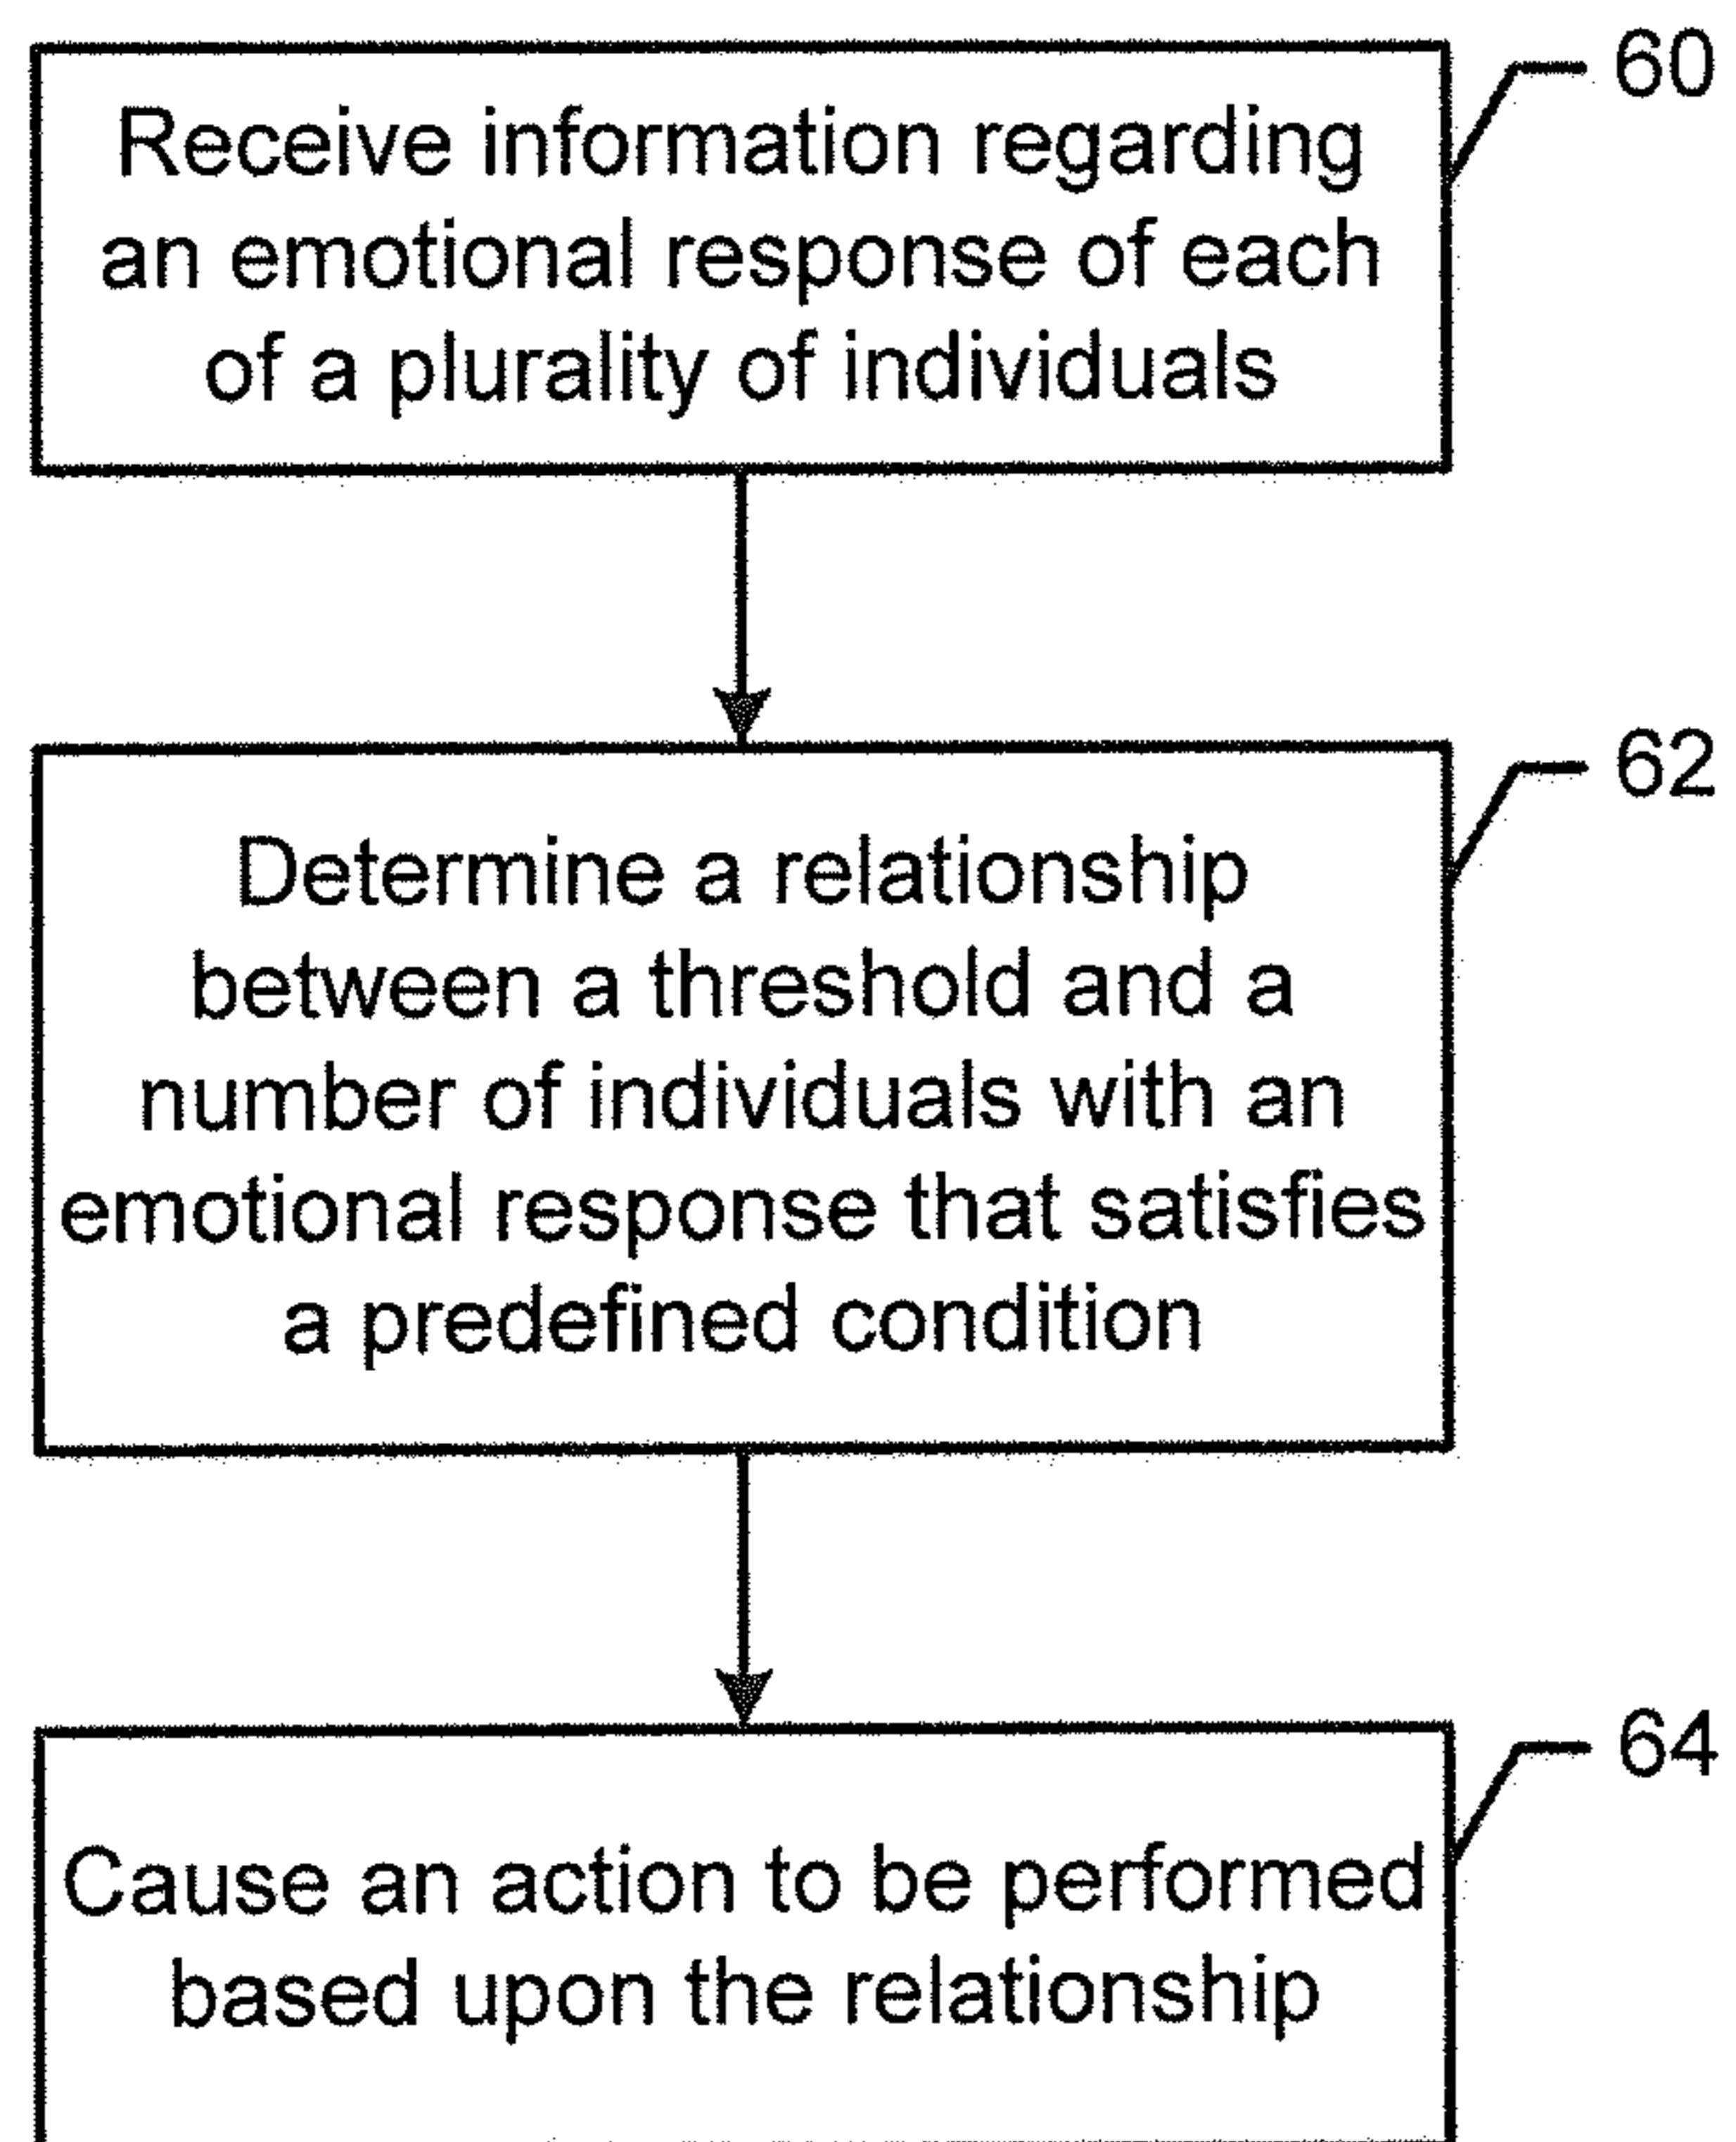 60
Receive information regarding
an emotional response of each
of a plurality of individuals
62
Determine a relationship
between a threshold and a
number of individuals with an
emotional response that satisfies
a predefined condition
64
Cause an action to be performed
based upon the relationship